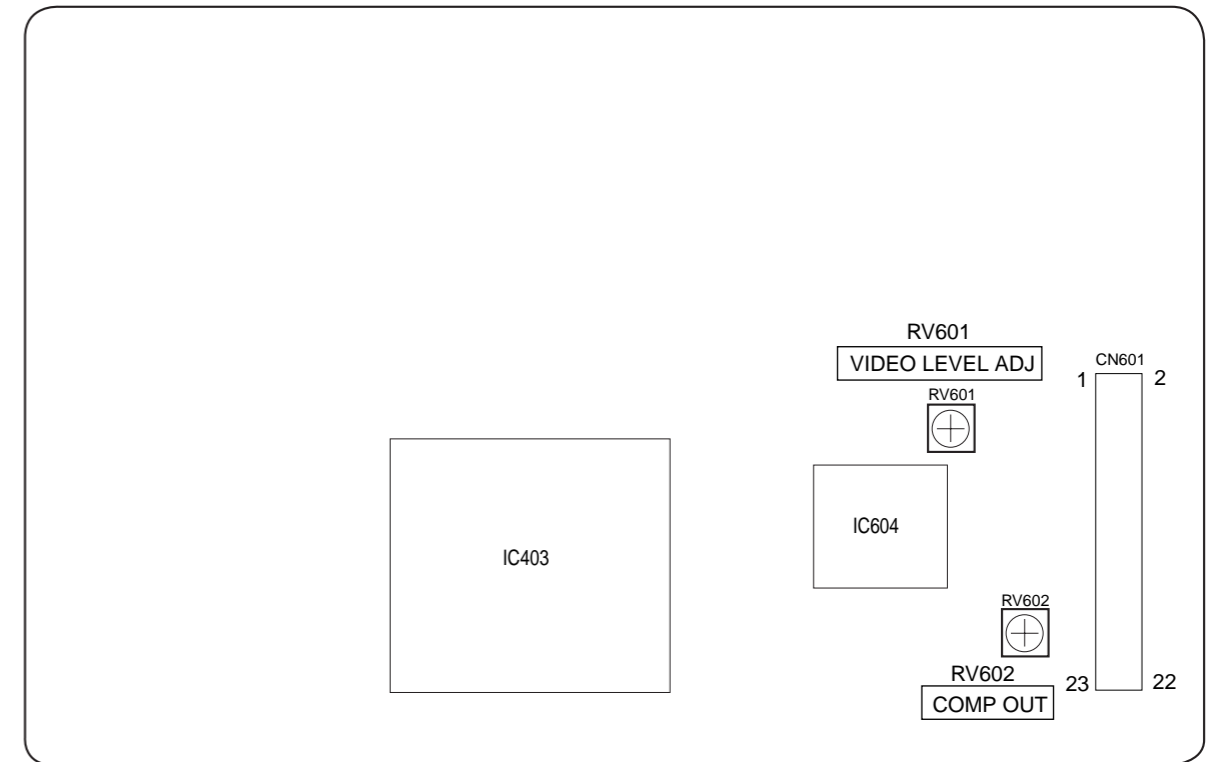 RV601
VIDEO LEVEL ADJ
CN601
1 2
RV601
IC403
IC604
RV602
RV602
23 22
COMP OUT